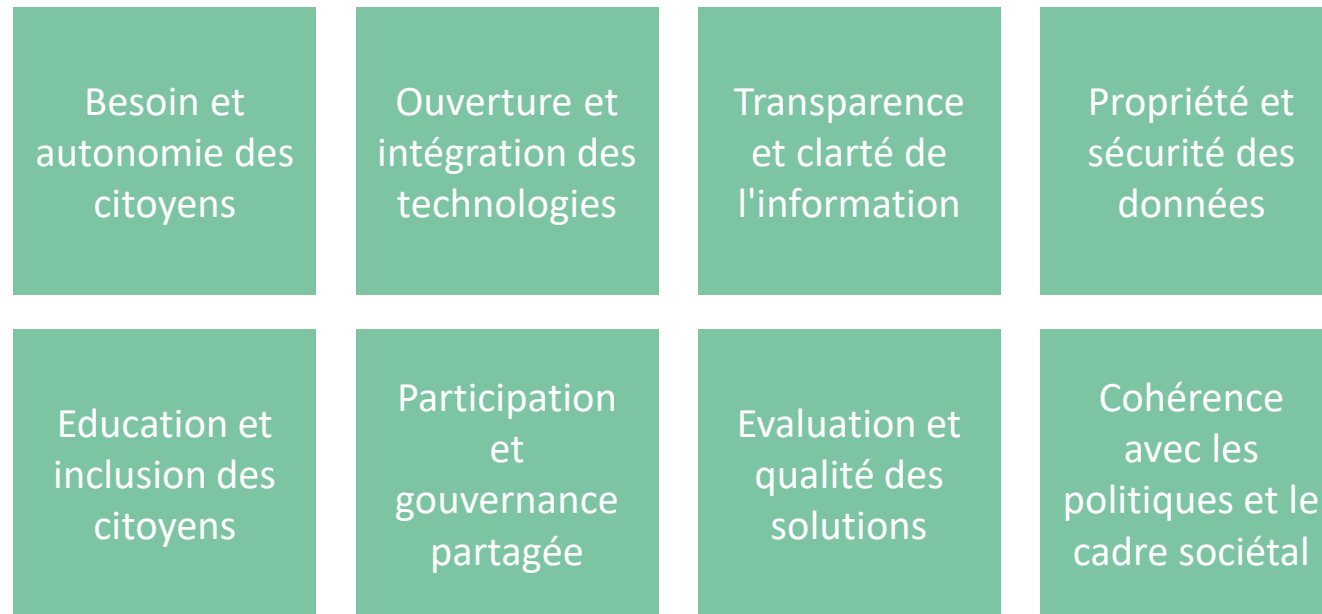 Besoin et
autonomie des
citoyens
Ouverture et
intégration des
technologies
Transparence
et clarté de
l'information
Propriété et
sécurité des
données
Education et
inclusion des
citoyens
Participation
et
gouvernance
partagée
Evaluation et
qualité des
solutions
Cohérence
avec les
politiques et le
cadre sociétal